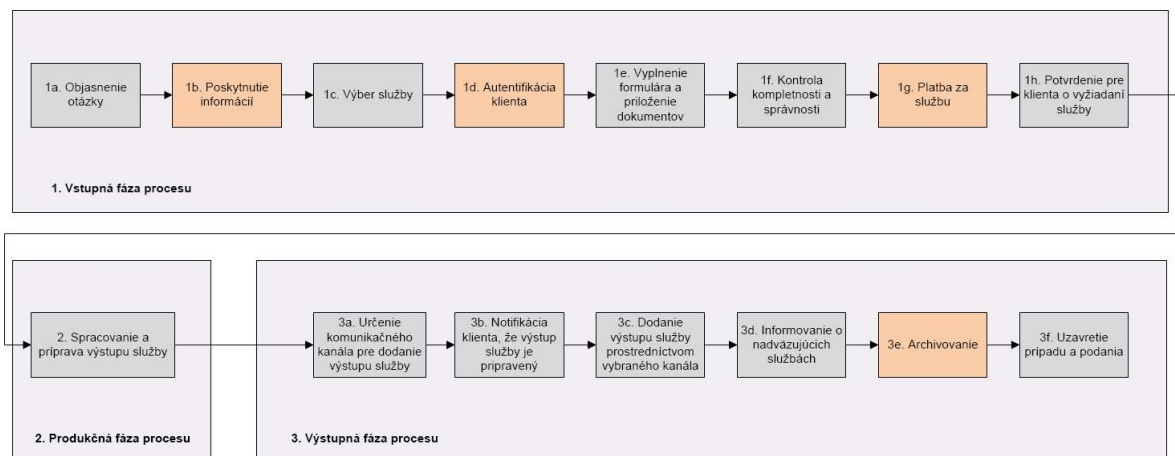 1a. Objasnenie
otázky
1b. Poskytnutie
informácií
1c. Výber služby
1d. Autentifikácia
klienta
1e. Vyplnenie
formulára a
priloženie
dokumentov
1f. Kontrola
kompletnosti a
správnosti
1g. Platba za
službu
1h. Potvrdenie pre
klienta o vyžiadaní
služby
1. Vstupná fáza procesu
2. Spracovanie a
príprava výstupu služby
3a. Určenie
komunikačného
kanála pre dodanie
výstupu služby
3b. Notifikácia
klienta, že výstup
služby je
pripravený
3c. Dodanie
výstupu služby
prostredníctvom
vybraného kanála
3d. Informovanie o
nadväzujúcich
službách
3e. Archivovanie
3f. Uzavretie
prípadu a podania
2. Produkčná fáza procesu
3. Výstupná fáza procesu